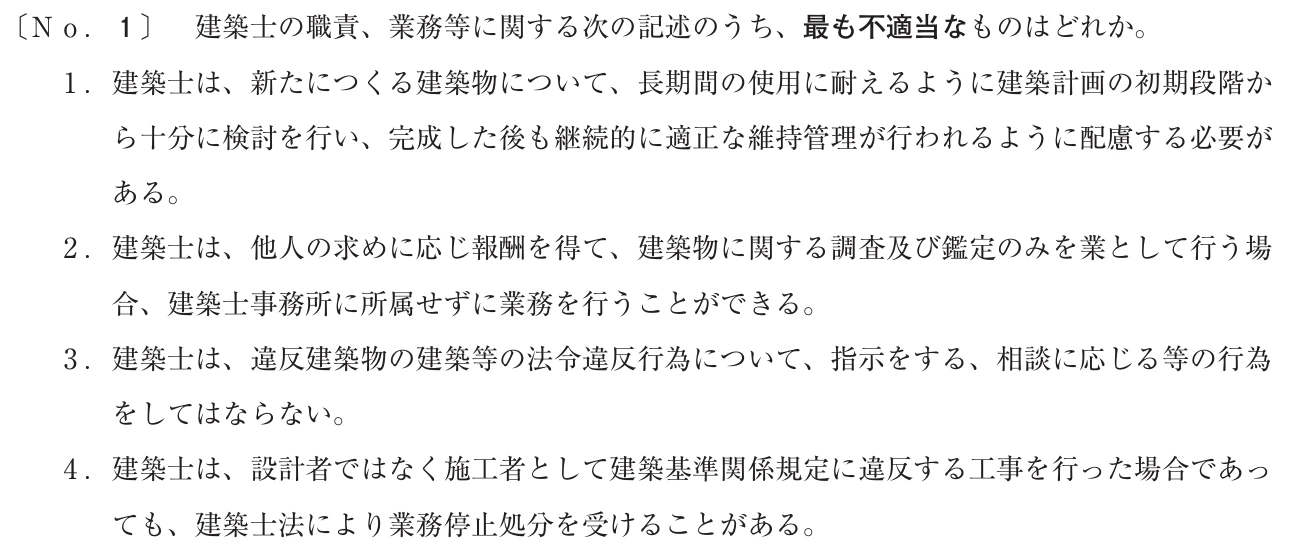 〔No. 1〕 建築士の職責、業務等に関する次の記述のうち、最も不適当なものはどれか。
1. 建築士は、新たにつくる建築物について、長期間の使用に耐えるように建築計画の初期段階か
ら十分に検討を行い、完成した後も継続的に適正な維持管理が行われるように配慮する必要が
ある。
2. 建築士は、他人の求めに応じ報酬を得て、建築物に関する調査及び鑑定のみを業として行う場
合、建築士事務所に所属せずに業務を行うことができる。
3. 建築士は、違反建築物の建築等の法令違反行為について、指示をする、相談に応じる等の行為
をしてはならない。
4. 建築士は、設計者ではなく施工者として建築基準関係規定に違反する工事を行った場合であっ
ても、建築士法により業務停止処分を受けることがある。